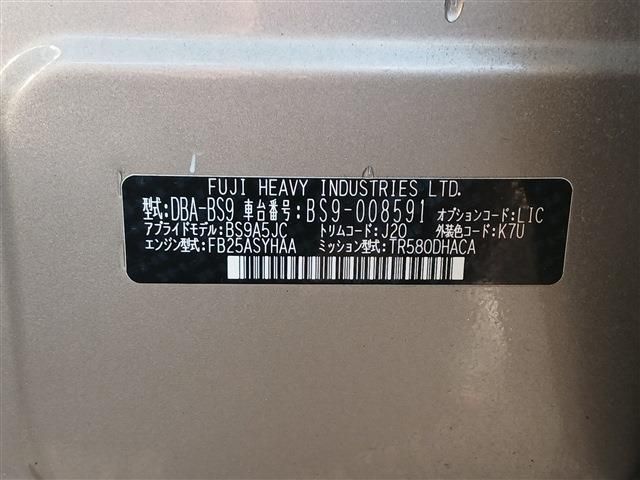 FUJI HEAVY INDUSTRIES LTD.
型式:DBA-BS9 車台番号:BS9-008591 オプションコード:LIC
アプライドモデル:BS9A5JC トリムコード:J20 外装色コード:K7U
エンジン型式:FB25ASYHAA ミッション型式:TR580DHACA